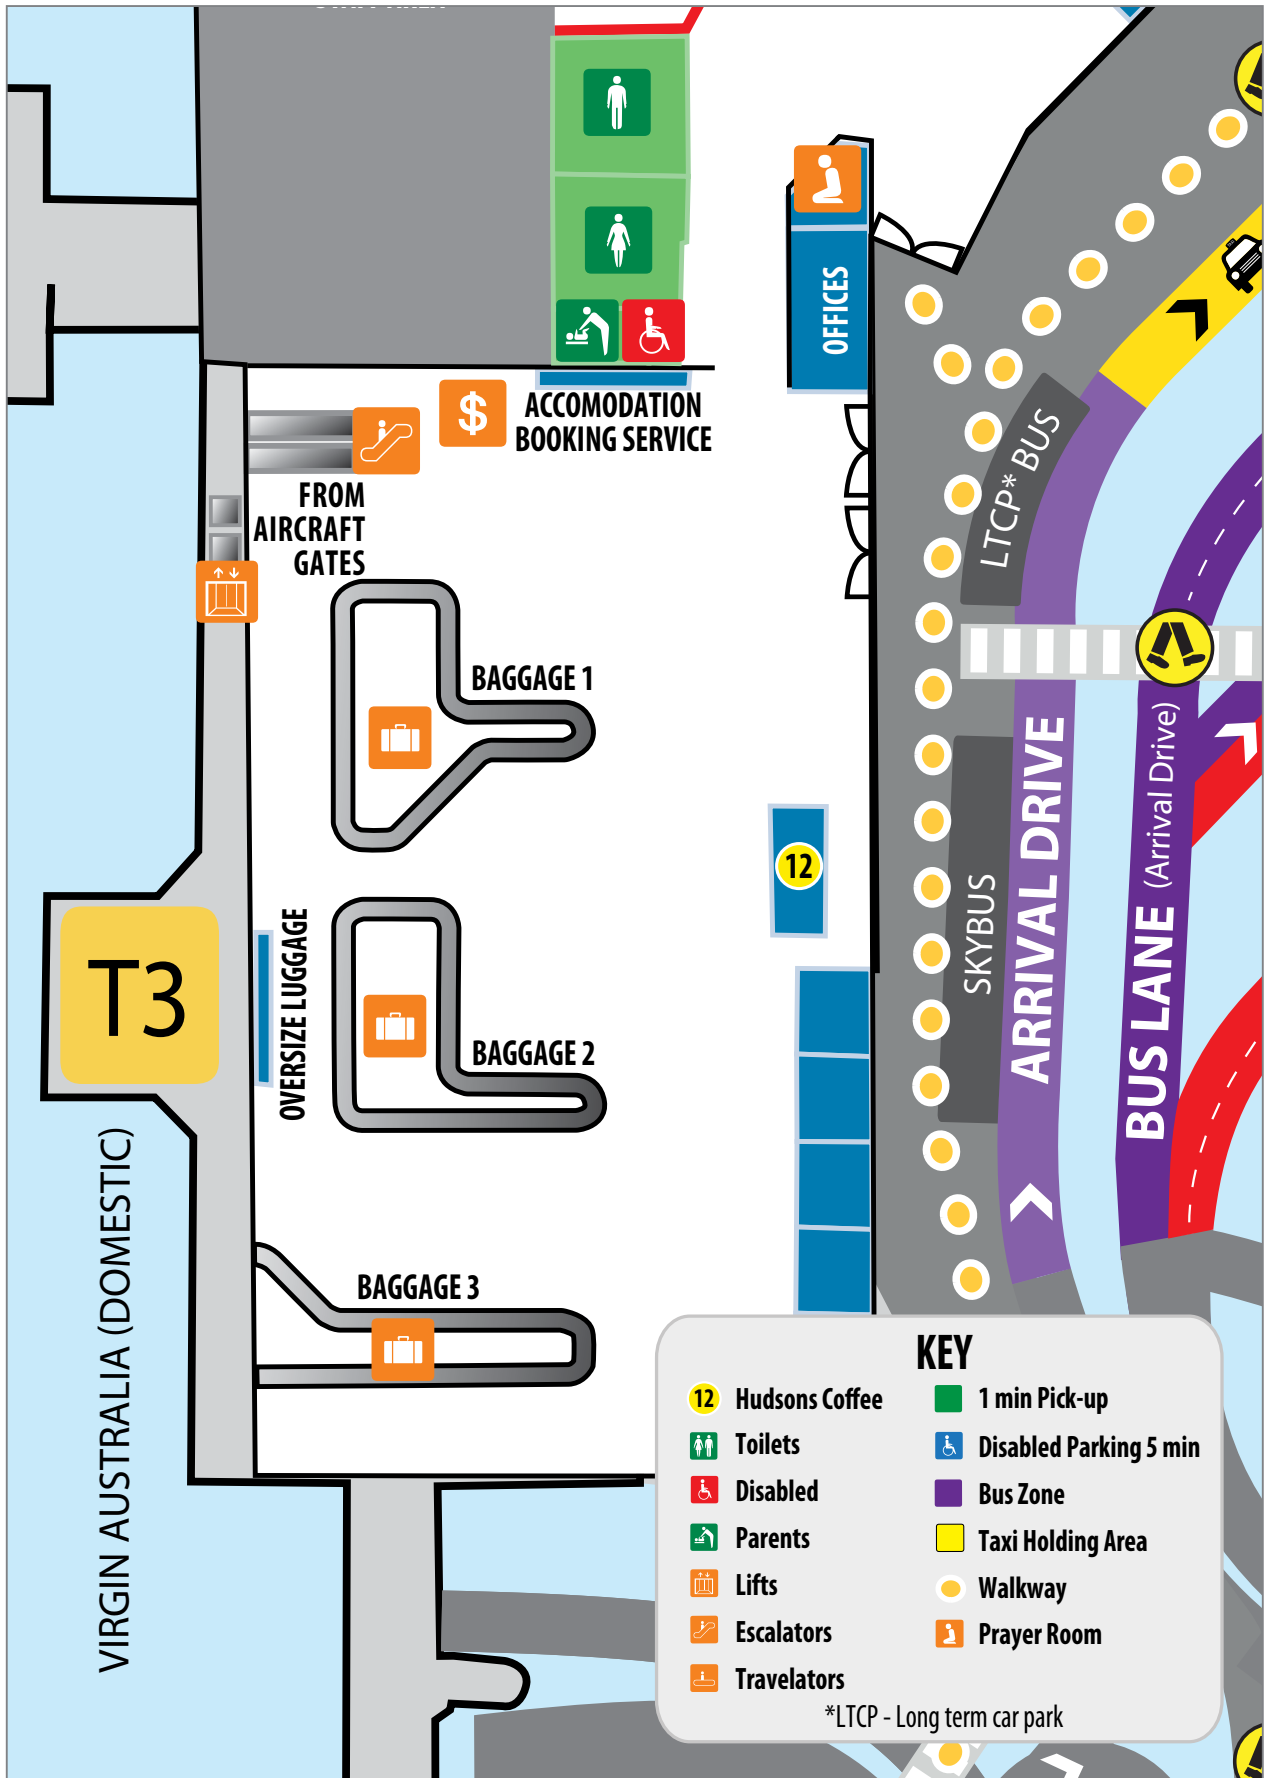 OFFICES
$
ACCOMODATION
BOOKING SERVICE
FROM
AIRCRAFT
GATES
LTCP* BUS
BAGGAGE 1
12
ARRIVAL DRIVE
BUS LANE (Arrival Drive)
SKYBUS
T3
OVERSIZE LUGGAGE
BAGGAGE 2
VIRGIN AUSTRALIA (DOMESTIC)
BAGGAGE 3
KEY
12 Hudsons Coffee
Toilets
Disabled
Parents
Lifts
Escalators
Travelators
1 min Pick-up
Disabled Parking 5 min
Bus Zone
Taxi Holding Area
Walkway
Prayer Room
*LTCP - Long term car park